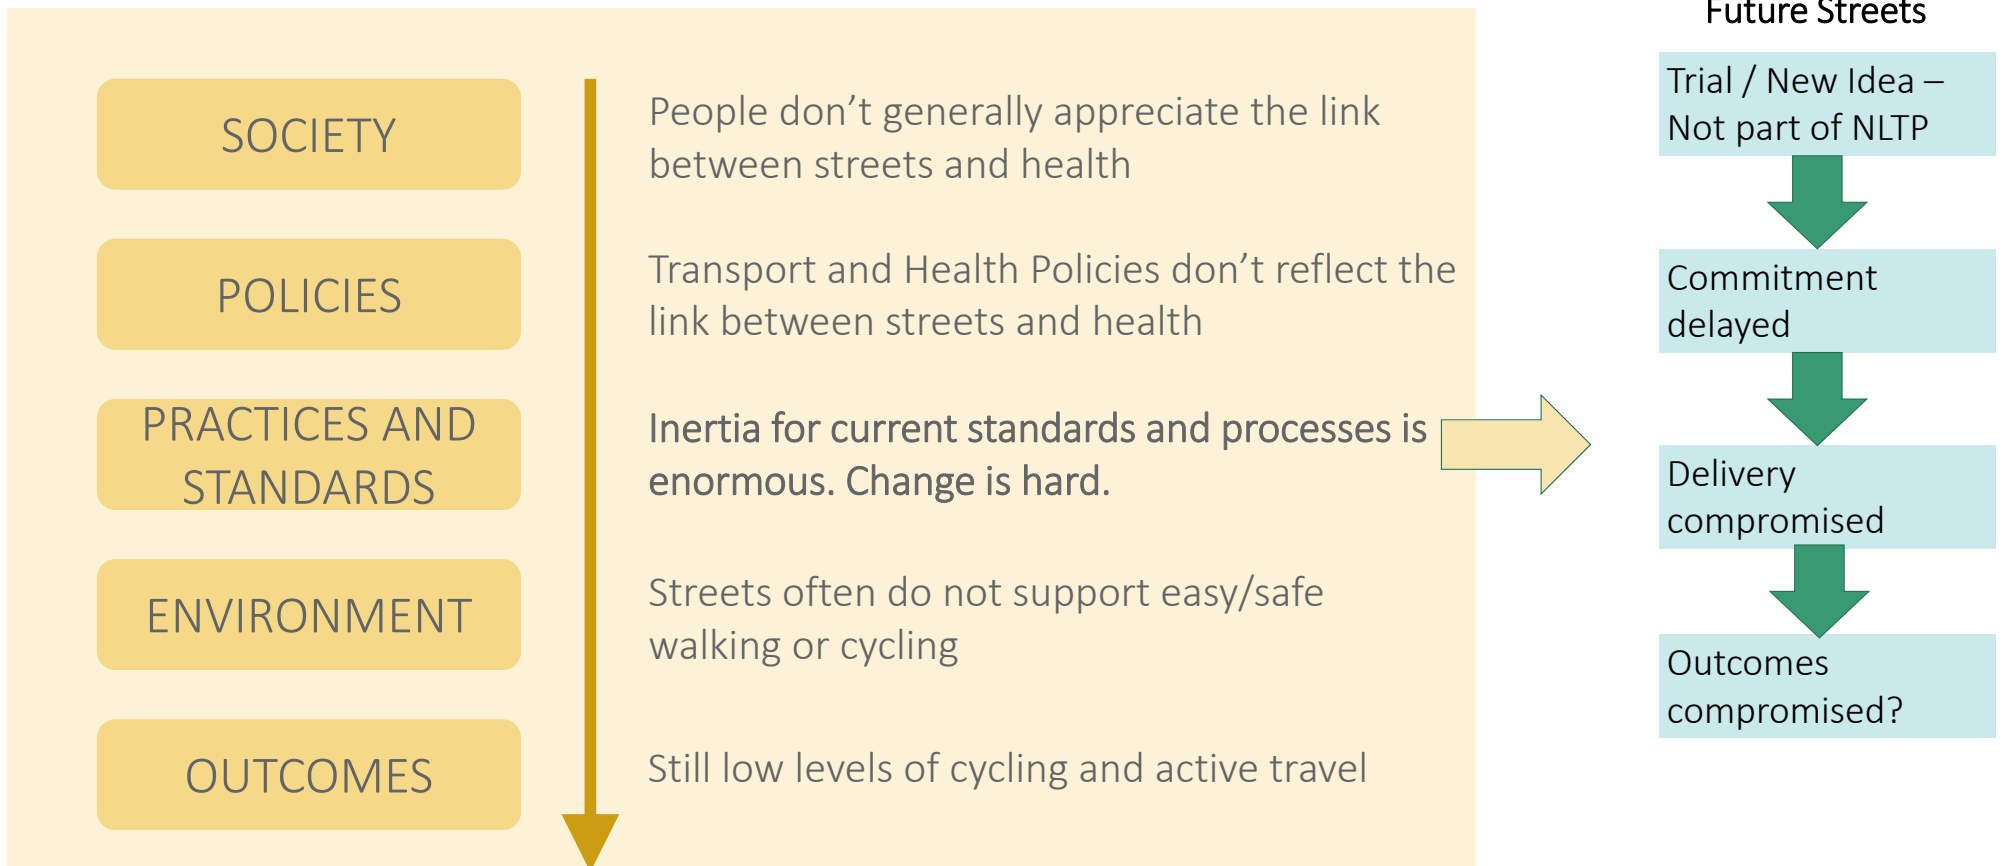 SOCIETY
People don’t generally appreciate the link
between streets and health
POLICIES
Transport and Health Policies don’t reflect the
link between streets and health
PRACTICES AND
STANDARDS
Inertia for current standards and processes is
enormous. Change is hard.
ENVIRONMENT
Streets often do not support easy/safe
walking or cycling
OUTCOMES
Still low levels of cycling and active travel
Future Streets
Trial / New Idea –
Not part of NLTP
Commitment
delayed
Delivery
compromised
Outcomes
compromised?